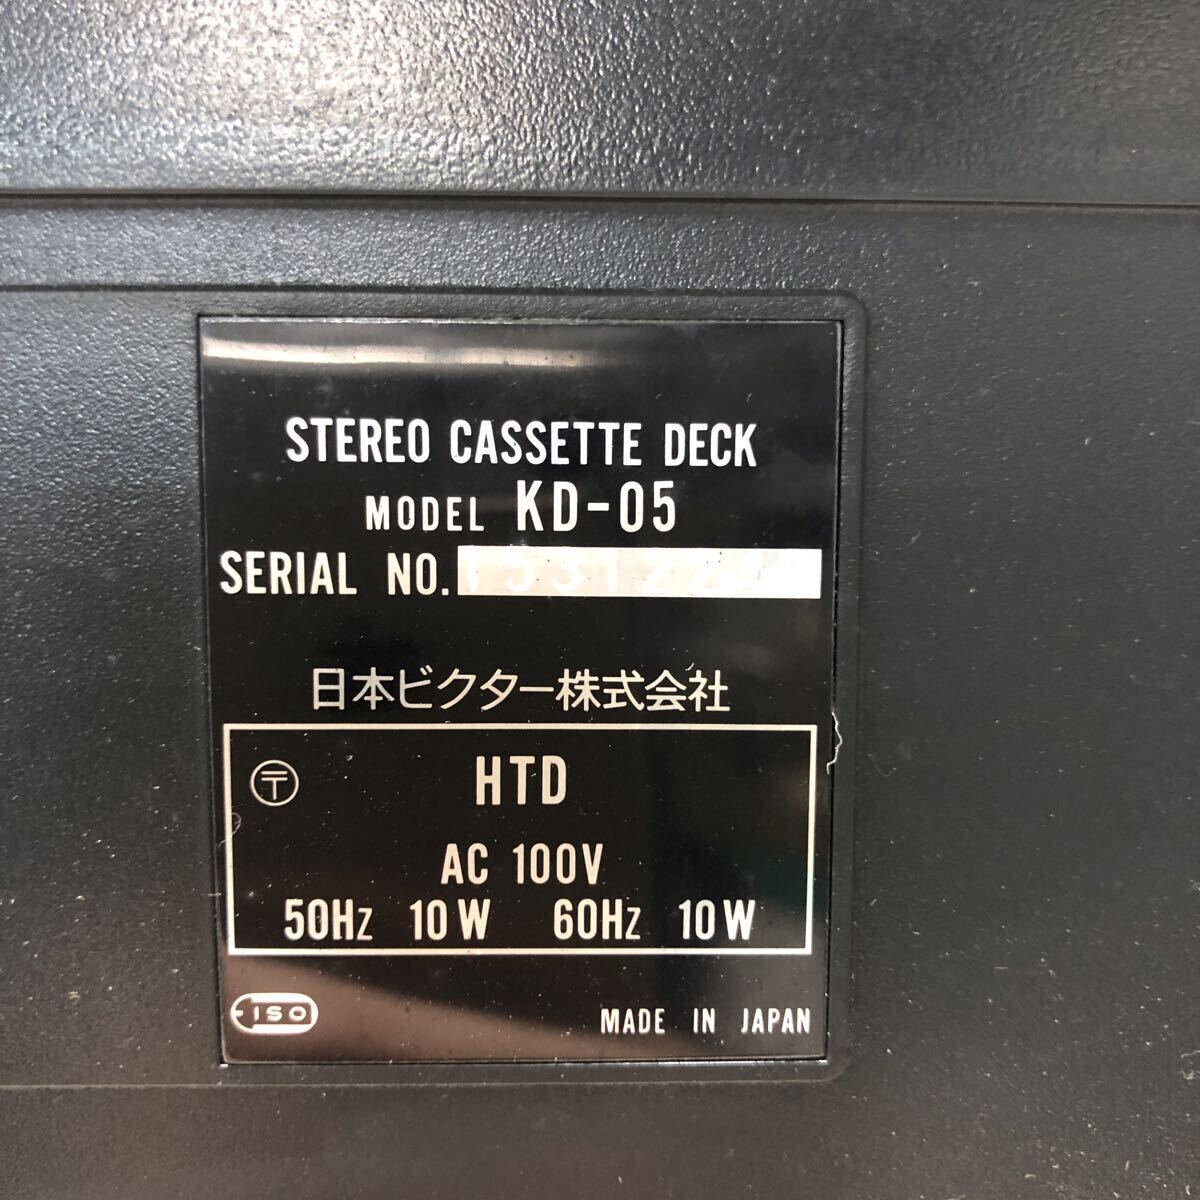 STEREO CASSETTE DECK
MODEL KD-05
SERIAL NO.
日本ビクター株式会社
〒 HTD
AC 100V
50Hz 10W 60Hz 10W
ISO
MADE IN JAPAN